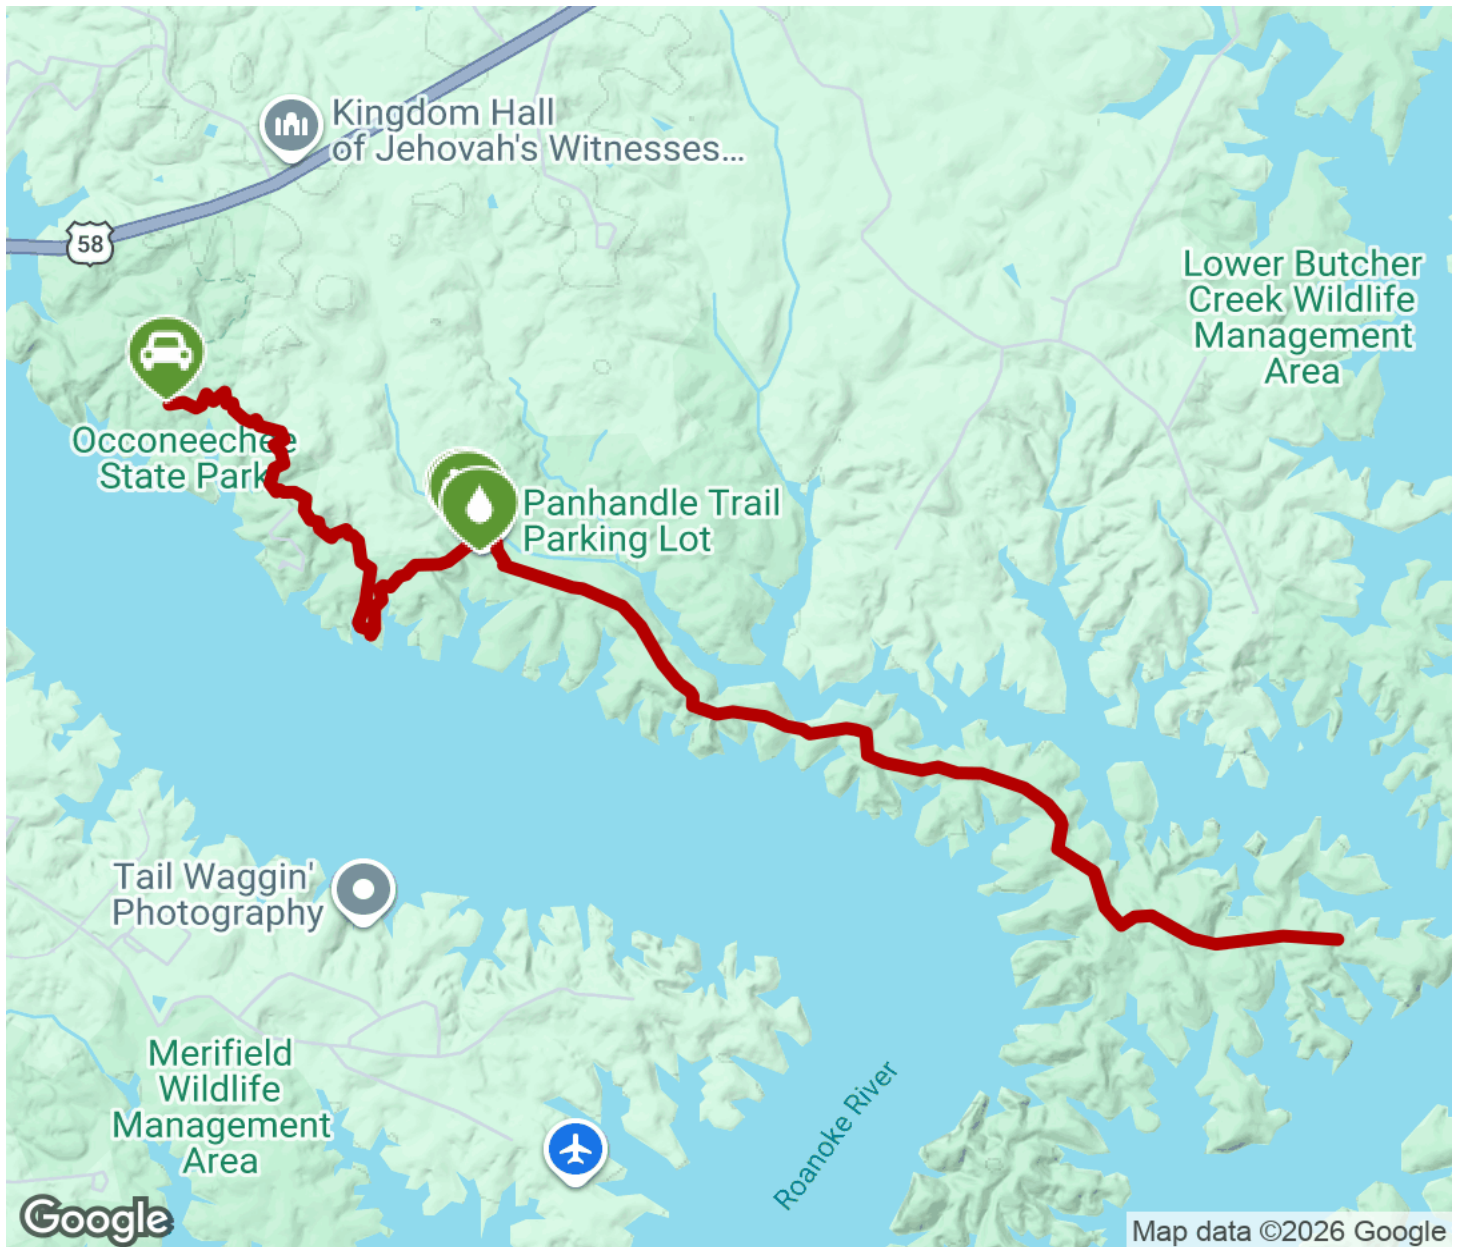 Kingdom Hall
of Jehovah's Witnesses...
58
Lower Butcher
Creek Wildlife
Management
Area
Occoneechee
State Park
Panhandle Trail
Parking Lot
Tail Waggin'
Photography
Merifield
Wildlife
Management
Area
Roanoke River
Google
Map data ©2026 Google